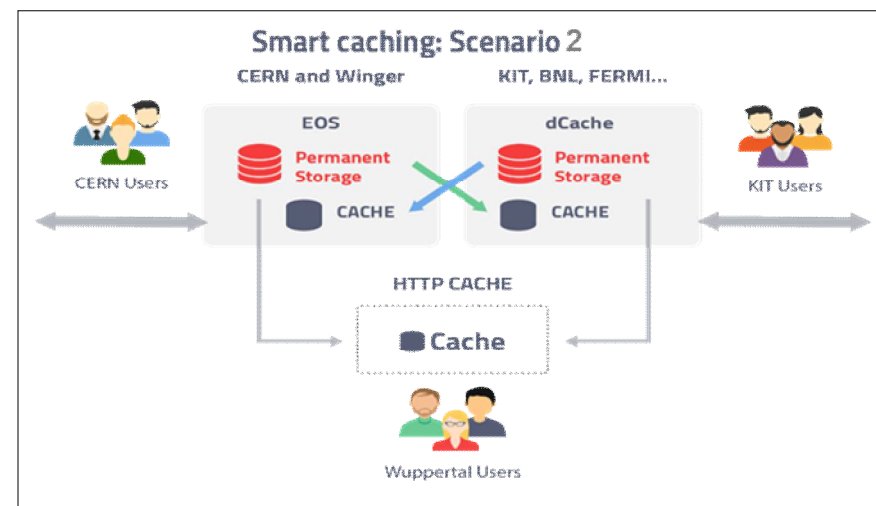 Smart caching: Scenario 2
CERN and Winger
KIT, BNL, FERMI...
EOS
dCache
Permanent
Storage
Permanent
Storage
CACHE
CACHE
CERN Users
KIT Users
HTTP CACHE
Cache
Wuppertal Users